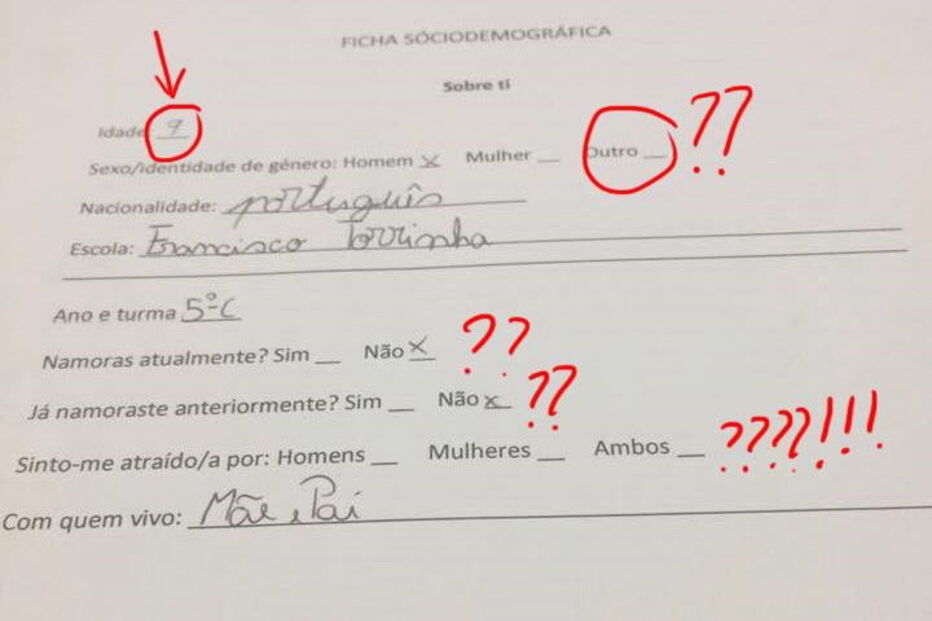 FICHA SÓCIODEMOGRÁFICA
Sobre ti
Idade: 9
Sexo/identidade de género: Homem X Mulher __ Outro __ ??
Nacionalidade: português
Escola: Francisco Torrinha
Ano e turma 5º C
Namoras atualmente? Sim __ Não X ??
Já namoraste anteriormente? Sim __ Não X ??
Sinto-me atraído/a por: Homens __ Mulheres __ Ambos __ ????!!!
Com quem vivo: Mãe e Pai